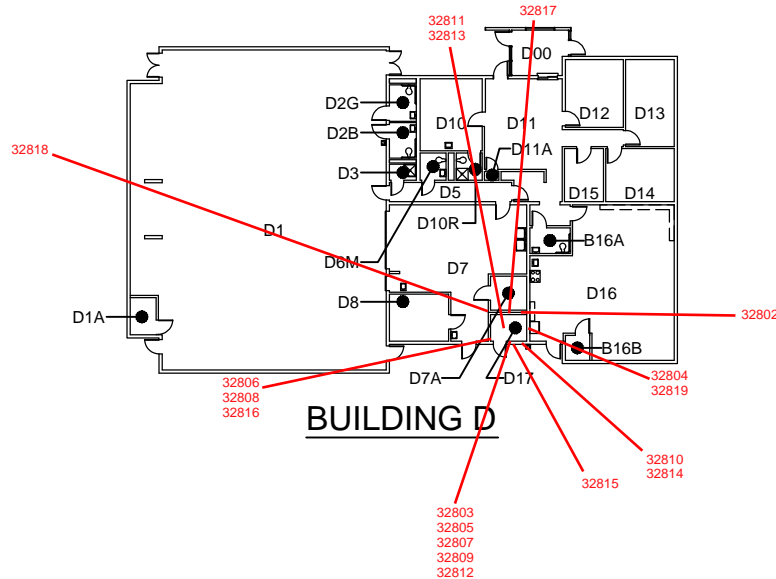 32817
32811
32813
D00
D2G
D12
D13
D10
D11
D2B
32818
D11A
D3
D5
D15
D14
D10R
D1
B16A
D6M
D7
D16
D8
D1A
32802
B16B
D7A
D17
32804
32819
32806
32808
32816
BUILDING D
32810
32814
32815
32803
32805
32807
32809
32812